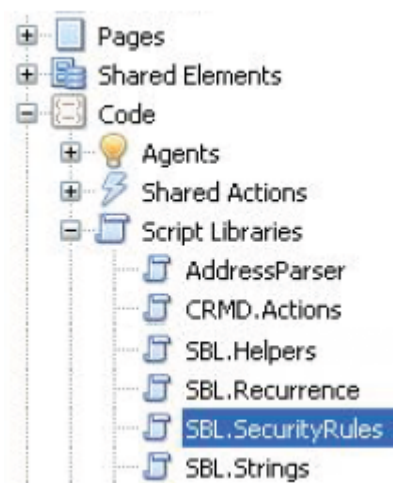 Pages
Shared Elements
Code
Agents
Shared Actions
Script Libraries
AddressParser
CRMD.Actions
SBL.Helpers
SBL.Recurrence
SBL.SecurityRules
SBL.Strings